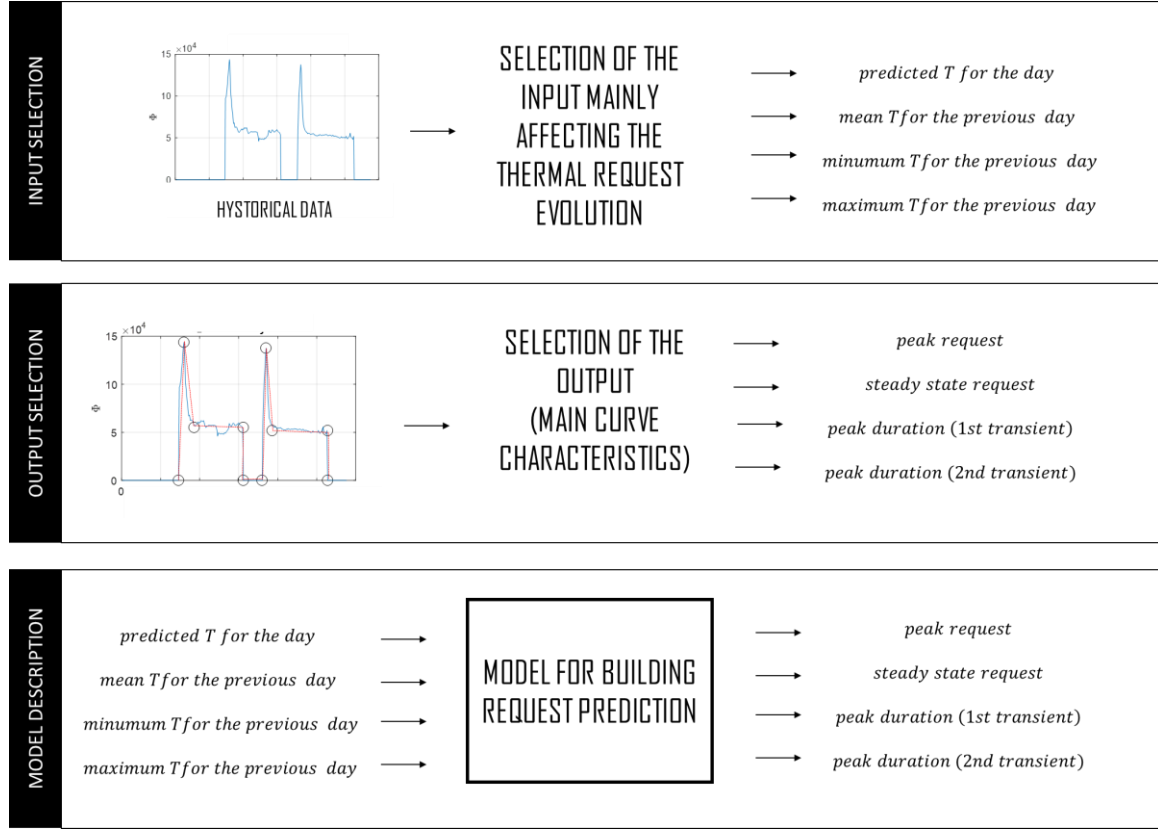 INPUT SELECTION
×10⁴
15
10
5
0
Φ
HYSTORICAL DATA
SELECTION OF THE
INPUT MAINLY
AFFECTING THE
THERMAL REQUEST
EVOLUTION
predicted T for the day
mean T for the previous day
minumum T for the previous day
maximum T for the previous day
OUTPUT SELECTION
×10⁴
15
10
5
0
0
Φ
SELECTION OF THE
OUTPUT
(MAIN CURVE
CHARACTERISTICS)
peak request
steady state request
peak duration (1st transient)
peak duration (2nd transient)
MODEL DESCRIPTION
predicted T for the day
mean T for the previous day
minumum T for the previous day
maximum T for the previous day
MODEL FOR BUILDING
REQUEST PREDICTION
peak request
steady state request
peak duration (1st transient)
peak duration (2nd transient)